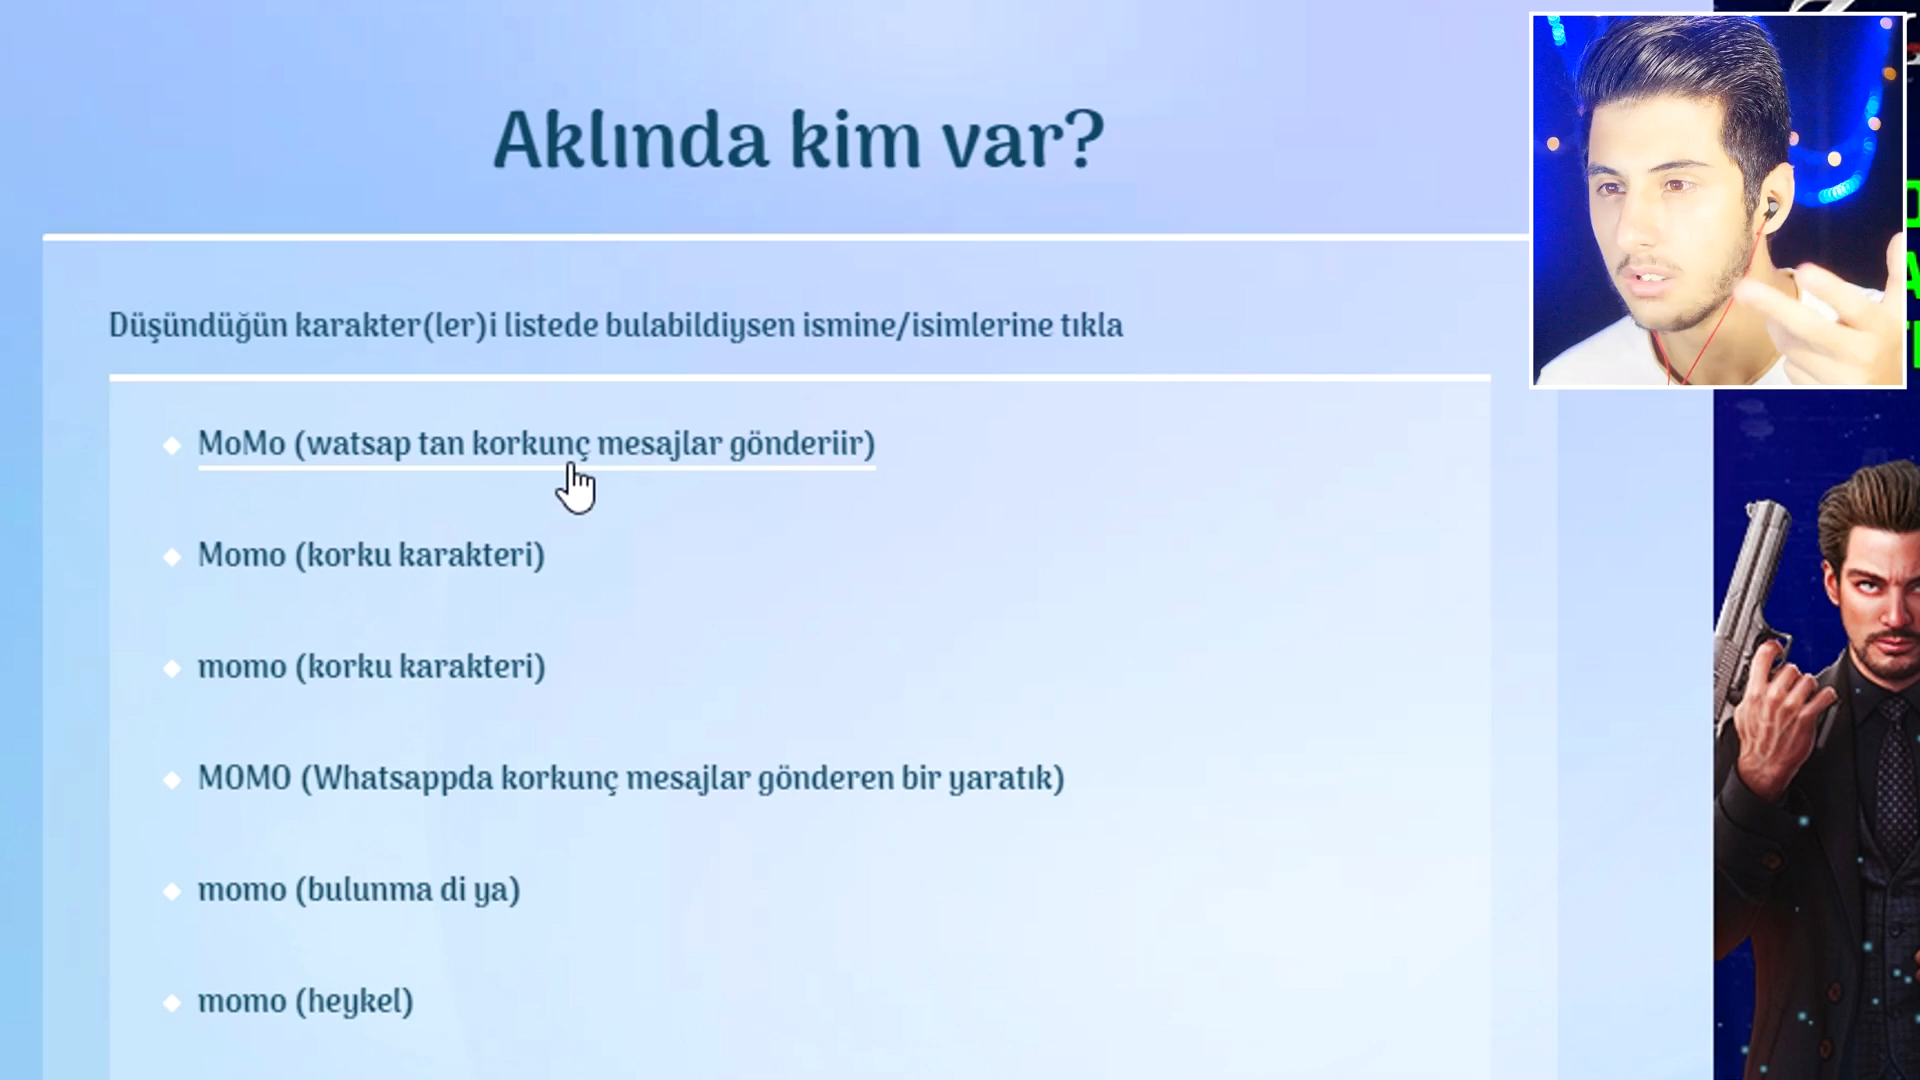 Aklında kim var?
Düşündüğün karakter(ler)i listede bulabildiysen ismine/isimlerine tıkla
MoMo (watsap tan korkunç mesajlar gönderiir)
Momo (korku karakteri)
momo (korku karakteri)
MOMO (Whatsappda korkunç mesajlar gönderen bir yaratık)
momo (bulunma di ya)
momo (heykel)